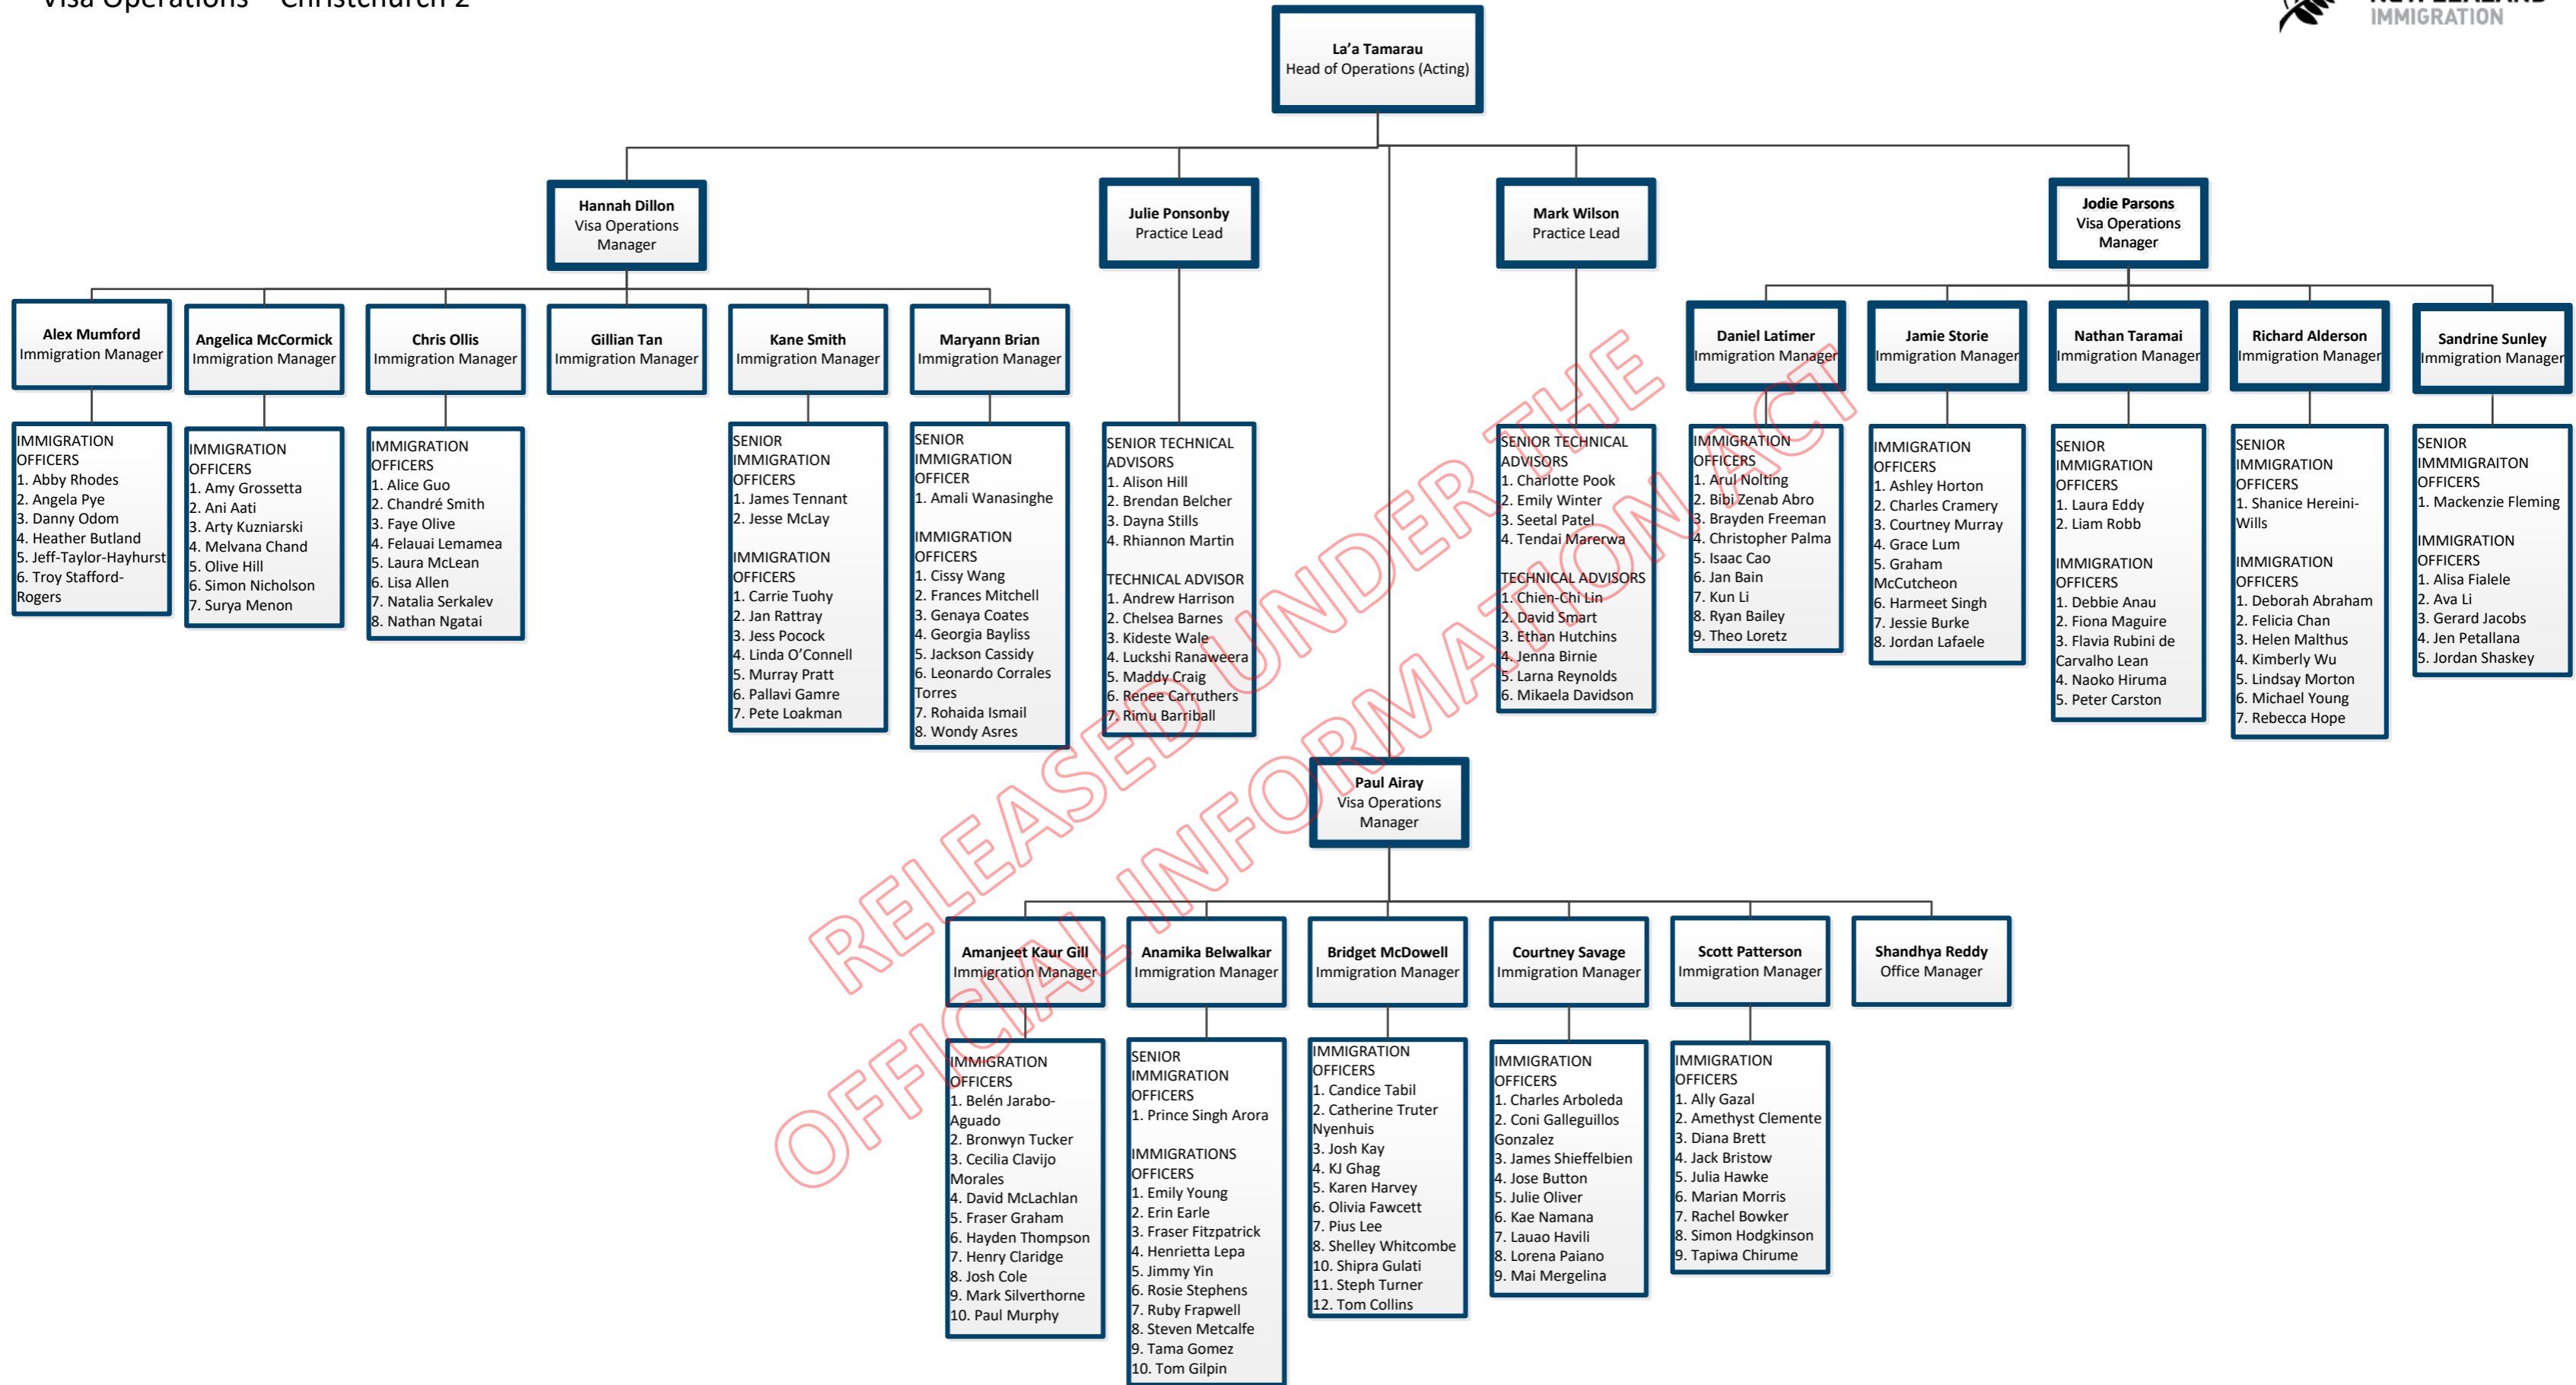 Visa Operations – Christchurch 2
NEW ZEALAND
IMMIGRATION
La’a Tamarau
Head of Operations (Acting)
Hannah Dillon
Visa Operations
Manager
Julie Ponsonby
Practice Lead
Mark Wilson
Practice Lead
Jodie Parsons
Visa Operations
Manager
Alex Mumford
Immigration Manager
Angelica McCormick
Immigration Manager
Chris Ollis
Immigration Manager
Gillian Tan
Immigration Manager
Kane Smith
Immigration Manager
Maryann Brian
Immigration Manager
Daniel Latimer
Immigration Manager
Jamie Storie
Immigration Manager
Nathan Taramai
Immigration Manager
Richard Alderson
Immigration Manager
Sandrine Sunley
Immigration Manager
IMMIGRATION
OFFICERS
1. Abby Rhodes
2. Angela Pye
3. Danny Odom
4. Heather Butland
5. Jeff-Taylor-Hayhurst
6. Troy Stafford-
Rogers
IMMIGRATION
OFFICERS
1. Amy Grossetta
2. Ani Aati
3. Arty Kuzniarski
4. Melvana Chand
5. Olive Hill
6. Simon Nicholson
7. Surya Menon
IMMIGRATION
OFFICERS
1. Alice Guo
2. Chandré Smith
3. Faye Olive
4. Felauai Lemamea
5. Laura McLean
6. Lisa Allen
7. Natalia Serkalev
8. Nathan Ngatai
SENIOR
IMMIGRATION
OFFICERS
1. James Tennant
2. Jesse McLay
IMMIGRATION
OFFICERS
1. Carrie Tuohy
2. Jan Rattray
3. Jess Pocock
4. Linda O’Connell
5. Murray Pratt
6. Pallavi Gamre
7. Pete Loakman
SENIOR
IMMIGRATION
OFFICER
1. Amali Wanasinghe
IMMIGRATION
OFFICERS
1. Cissy Wang
2. Frances Mitchell
3. Genaya Coates
4. Georgia Bayliss
5. Jackson Cassidy
6. Leonardo Corrales
Torres
7. Rohaida Ismail
8. Wondy Asres
SENIOR TECHNICAL
ADVISORS
1. Alison Hill
2. Brendan Belcher
3. Dayna Stills
4. Rhiannon Martin
TECHNICAL ADVISOR
1. Andrew Harrison
2. Chelsea Barnes
3. Kideste Wale
4. Luckshi Ranaweera
5. Maddy Craig
6. Renee Carruthers
7. Rimu Barriball
SENIOR TECHNICAL
ADVISORS
1. Charlotte Pook
2. Emily Winter
3. Seetal Patel
4. Tendai Marerwa
TECHNICAL ADVISORS
1. Chien-Chi Lin
2. David Smart
3. Ethan Hutchins
4. Jenna Birnie
5. Larna Reynolds
6. Mikaela Davidson
IMMIGRATION
OFFICERS
1. Arul Nolting
2. Bibi Zenab Abro
3. Brayden Freeman
4. Christopher Palma
5. Isaac Cao
6. Jan Bain
7. Kun Li
8. Ryan Bailey
9. Theo Loretz
IMMIGRATION
OFFICERS
1. Ashley Horton
2. Charles Cramery
3. Courtney Murray
4. Grace Lum
5. Graham
McCutcheon
6. Harmeet Singh
7. Jessie Burke
8. Jordan Lafaele
SENIOR
IMMIGRATION
OFFICERS
1. Laura Eddy
2. Liam Robb
IMMIGRATION
OFFICERS
1. Debbie Anau
2. Fiona Maguire
3. Flavia Rubini de
Carvalho Lean
4. Naoko Hiruma
5. Peter Carston
SENIOR
IMMIGRATION
OFFICERS
1. Shanice Hereini-
Wills
IMMIGRATION
OFFICERS
1. Deborah Abraham
2. Felicia Chan
3. Helen Malthus
4. Kimberly Wu
5. Lindsay Morton
6. Michael Young
7. Rebecca Hope
SENIOR
IMMMIGRAITON
OFFICERS
1. Mackenzie Fleming
IMMIGRATION
OFFICERS
1. Alisa Fialele
2. Ava Li
3. Gerard Jacobs
4. Jen Petallana
5. Jordan Shaskey
RELEASED UNDER THE
OFFICIAL INFORMATION ACT
Paul Airay
Visa Operations
Manager
Amanjeet Kaur Gill
Immigration Manager
Anamika Belwalkar
Immigration Manager
Bridget McDowell
Immigration Manager
Courtney Savage
Immigration Manager
Scott Patterson
Immigration Manager
Shandhya Reddy
Office Manager
IMMIGRATION
OFFICERS
1. Belén Jarabo-
Aguado
2. Bronwyn Tucker
3. Cecilia Clavijo
Morales
4. David McLachlan
5. Fraser Graham
6. Hayden Thompson
7. Henry Claridge
8. Josh Cole
9. Mark Silverthorne
10. Paul Murphy
SENIOR
IMMIGRATION
OFFICERS
1. Prince Singh Arora
IMMIGRATIONS
OFFICERS
1. Emily Young
2. Erin Earle
3. Fraser Fitzpatrick
4. Henrietta Lepa
5. Jimmy Yin
6. Rosie Stephens
7. Ruby Frapwell
8. Steven Metcalfe
9. Tama Gomez
10. Tom Gilpin
IMMIGRATION
OFFICERS
1. Candice Tabil
2. Catherine Truter
Nyenhuis
3. Josh Kay
4. KJ Ghag
5. Karen Harvey
6. Olivia Fawcett
7. Pius Lee
8. Shelley Whitcombe
10. Shipra Gulati
11. Steph Turner
12. Tom Collins
IMMIGRATION
OFFICERS
1. Charles Arboleda
2. Coni Galleguillos
Gonzalez
3. James Shieffelbien
4. Jose Button
5. Julie Oliver
6. Kae Namana
7. Lauao Havili
8. Lorena Paiano
9. Mai Mergelina
IMMIGRATION
OFFICERS
1. Ally Gazal
2. Amethyst Clemente
3. Diana Brett
4. Jack Bristow
5. Julia Hawke
6. Marian Morris
7. Rachel Bowker
8. Simon Hodgkinson
9. Tapiwa Chirume